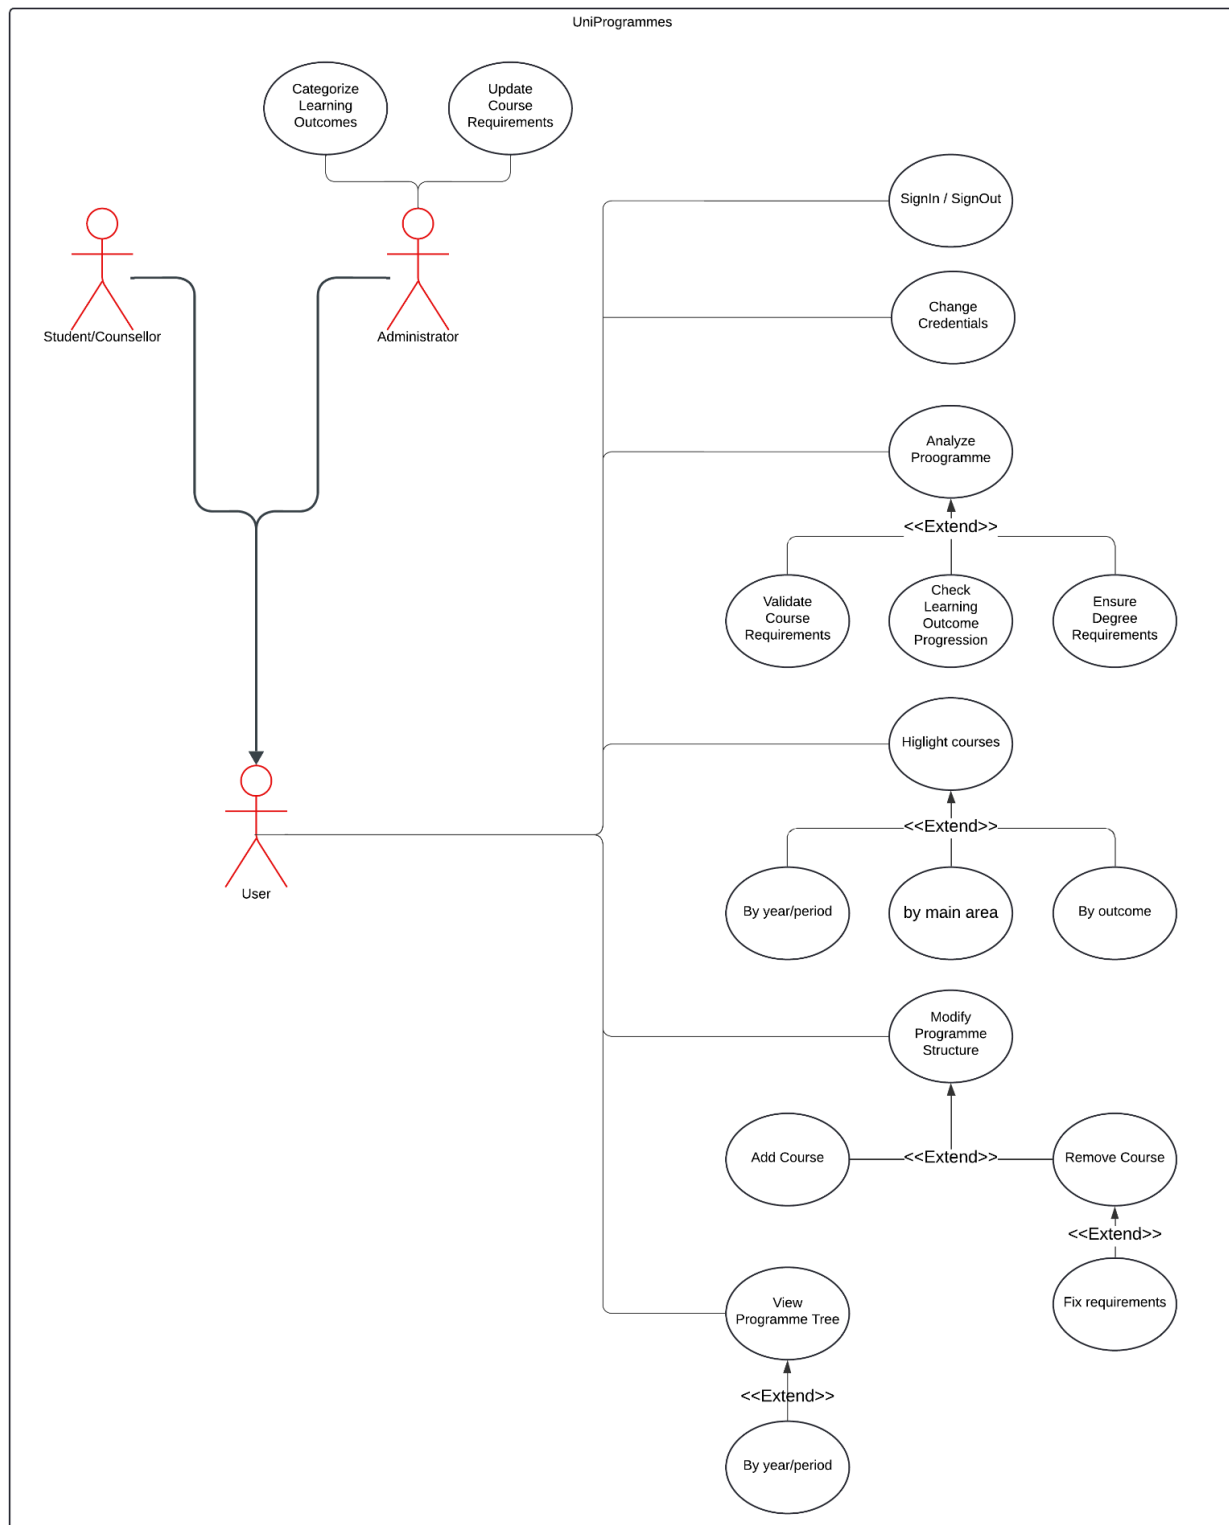 UniProgrammes
Categorize
Learning
Outcomes
Update
Course
Requirements
SignIn / SignOut
Student/Counsellor
Administrator
Change
Credentials
Analyze
Proogramme
<<Extend>>
Validate
Course
Requirements
Check
Learning
Outcome
Progression
Ensure
Degree
Requirements
Higlight courses
<<Extend>>
User
By year/period
by main area
By outcome
Modify
Programme
Structure
Add Course
<<Extend>>
Remove Course
<<Extend>>
Fix requirements
View
Programme Tree
<<Extend>>
By year/period